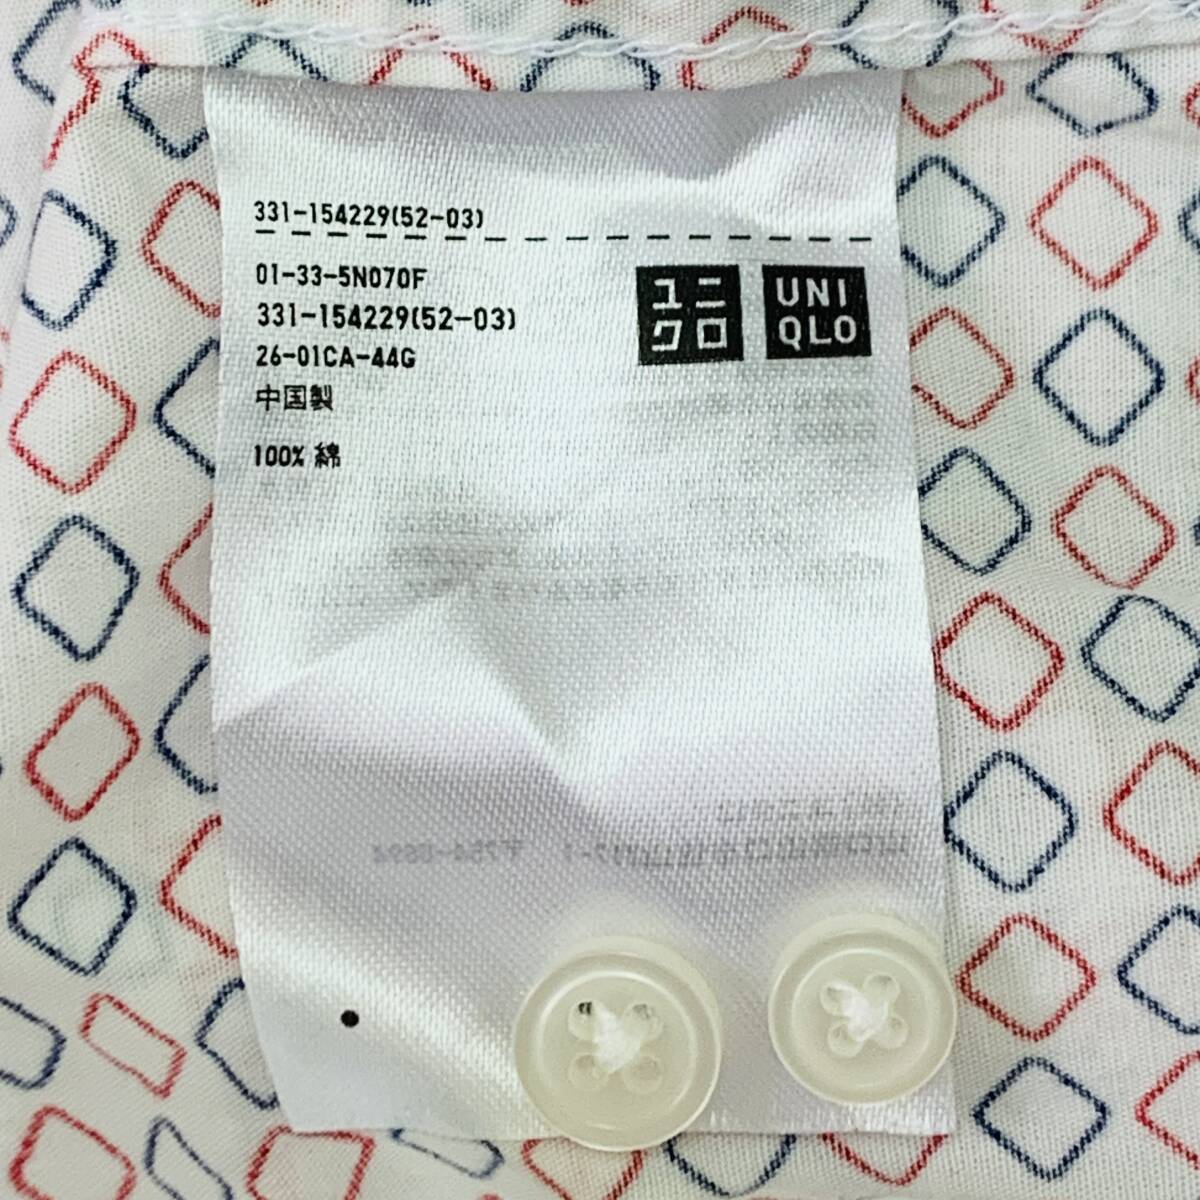 331-154229(52-03)
01-33-5N070F
331-154229(52-03)
26-01CA-44G
中国製
100% 綿
ユニ
クロ
UNI
QLO